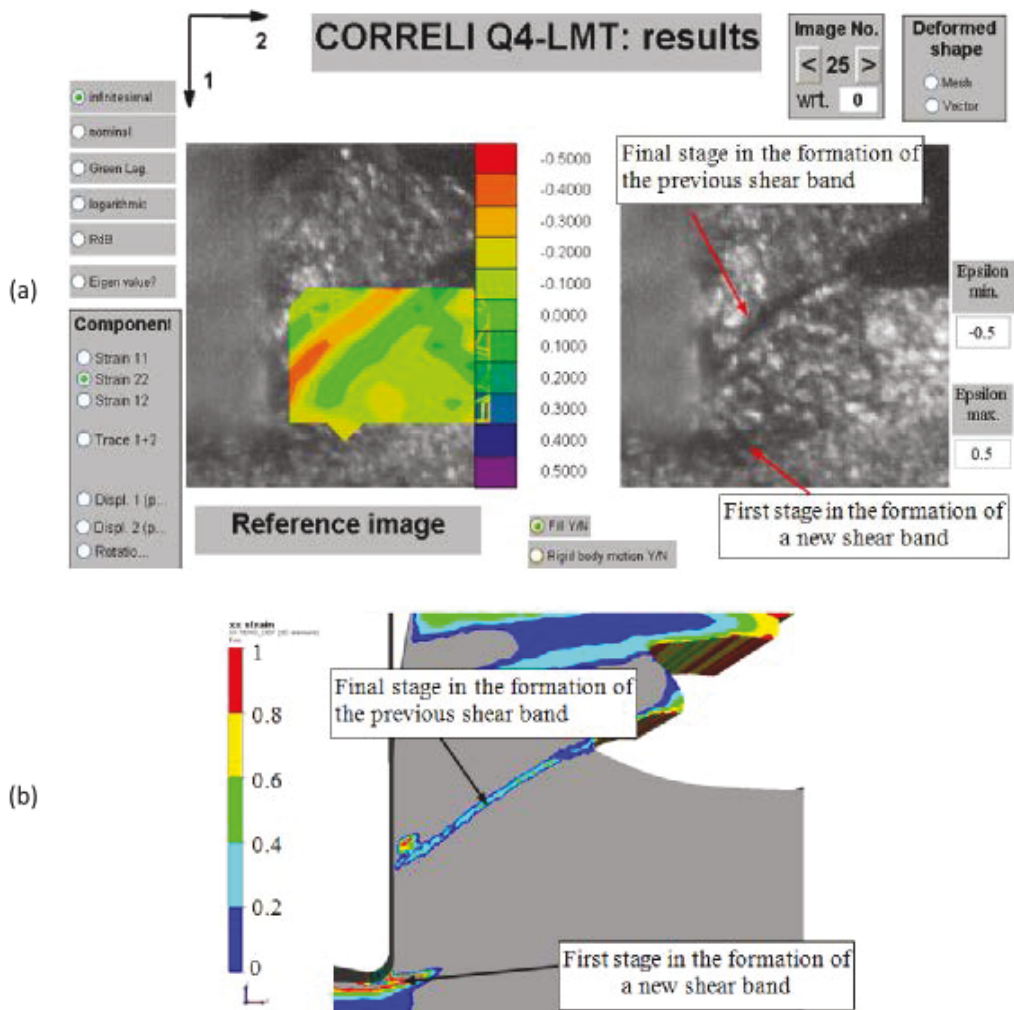 2
1
CORRELI Q4-LMT: results
Image No.
< 25 >
wrt. 0
Deformed
shape
Mesh
Vector
infinitesimal
nominal
Green Lag.
logarithmic
RdB
Eigen value?
Component
Strain 11
Strain 22
Strain 12
Trace 1+2
Displ. 1 (p...
Displ. 2 (p...
Rotatio...
(a)
-0.5000
-0.4000
-0.3000
-0.2000
-0.1000
0.0000
0.1000
0.2000
0.3000
0.4000
0.5000
Final stage in the formation of
the previous shear band
Epsilon
min.
-0.5
Epsilon
max.
0.5
First stage in the formation of
a new shear band
Reference image
Fill Y/N
Rigid body motion Y/N
(b)
xx strain
1
0.8
0.6
0.4
0.2
0
Final stage in the formation of
the previous shear band
First stage in the formation of
a new shear band